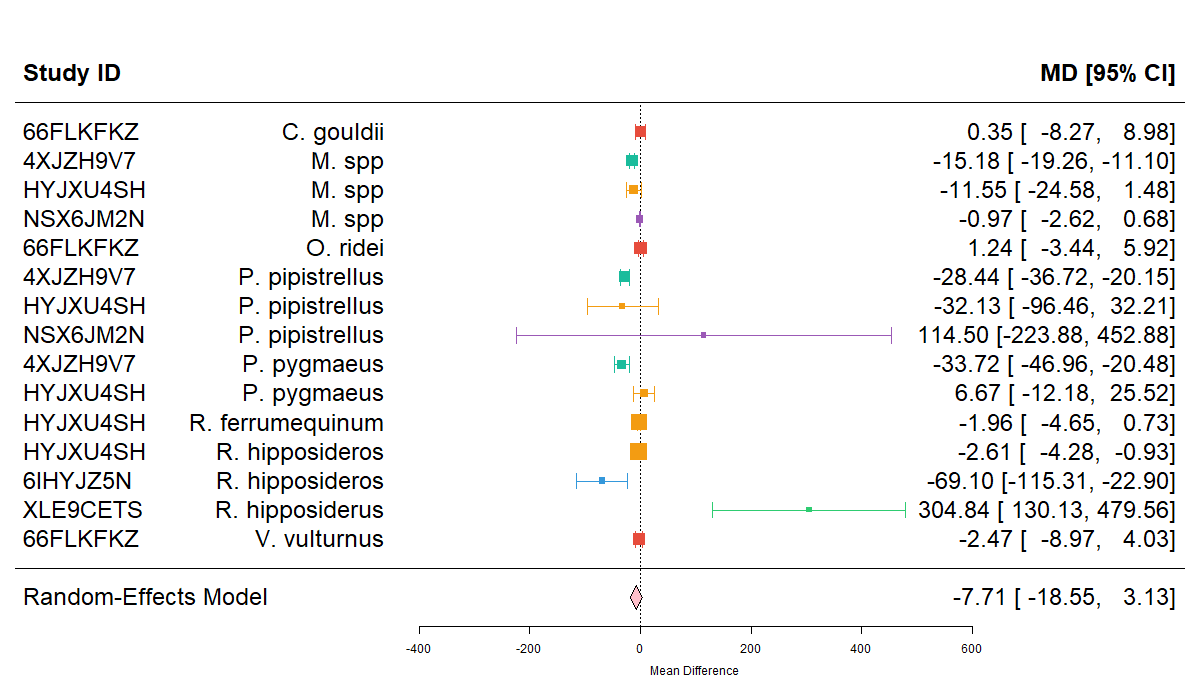 Study ID MD [95% CI]
66FLKFKZ C. gouldii 0.35 [ -8.27, 8.98]
4XJZH9V7 M. spp -15.18 [ -19.26, -11.10]
HYJXU4SH M. spp -11.55 [ -24.58, 1.48]
NSX6JM2N M. spp -0.97 [ -2.62, 0.68]
66FLKFKZ O. ridei 1.24 [ -3.44, 5.92]
4XJZH9V7 P. pipistrellus -28.44 [ -36.72, -20.15]
HYJXU4SH P. pipistrellus -32.13 [ -96.46, 32.21]
NSX6JM2N P. pipistrellus 114.50 [-223.88, 452.88]
4XJZH9V7 P. pygmaeus -33.72 [ -46.96, -20.48]
HYJXU4SH P. pygmaeus 6.67 [ -12.18, 25.52]
HYJXU4SH R. ferrumequinum -1.96 [ -4.65, 0.73]
HYJXU4SH R. hipposideros -2.61 [ -4.28, -0.93]
6IHYJZ5N R. hipposideros -69.10 [-115.31, -22.90]
XLE9CETS R. hipposiderus 304.84 [ 130.13, 479.56]
66FLKFKZ V. vulturnus -2.47 [ -8.97, 4.03]
Random-Effects Model -7.71 [ -18.55, 3.13]
-400 -200 0 200 400 600
Mean Difference